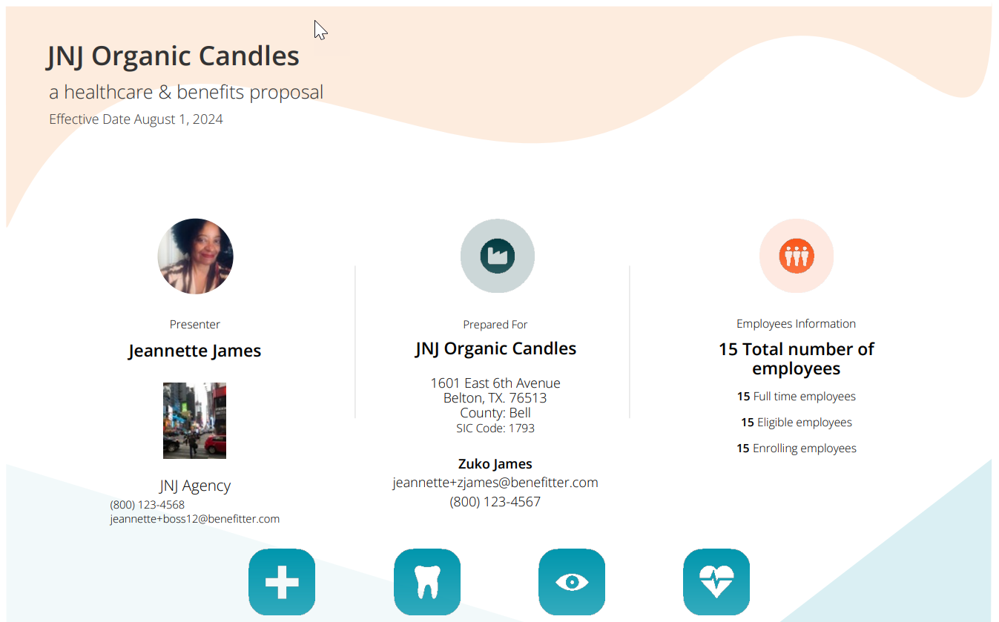 JNJ Organic Candles
a healthcare & benefits proposal
Effective Date August 1, 2024
Presenter
Jeannette James
JNJ Agency
(800) 123-4568
jeannette+boss12@benefitter.com
Prepared For
JNJ Organic Candles
1601 East 6th Avenue
Belton, TX. 76513
County: Bell
SIC Code: 1793
Zuko James
jeannette+zjames@benefitter.com
(800) 123-4567
Employees Information
15 Total number of
employees
15 Full time employees
15 Eligible employees
15 Enrolling employees